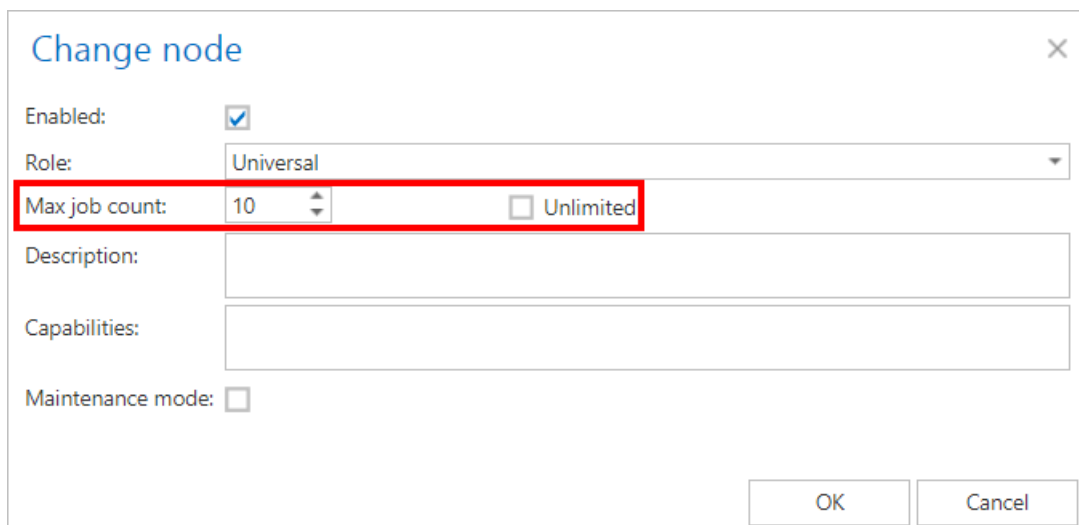 Change node
Enabled:
Role: Universal
Max job count: 10 Unlimited
Description:
Capabilities:
Maintenance mode:
OK Cancel